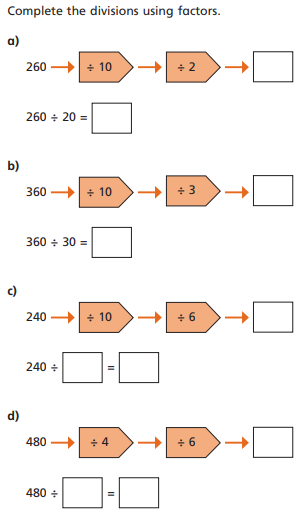 Complete the divisions using factors.
a)
260 ÷ 10 ÷ 2
260 ÷ 20 =
b)
360 ÷ 10 ÷ 3
360 ÷ 30 =
c)
240 ÷ 10 ÷ 6
240 ÷ =
d)
480 ÷ 4 ÷ 6
480 ÷ =